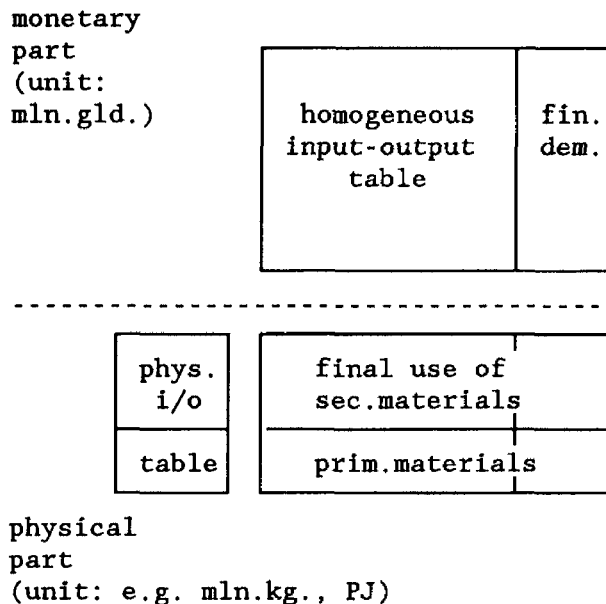 monetary
part
(unit:
mln.gld.)
homogeneous
input-output
table
fin.
dem.
phys.
i/o
table
final use of
sec.materials
prim.materials
physical
part
(unit: e.g. mln.kg., PJ)